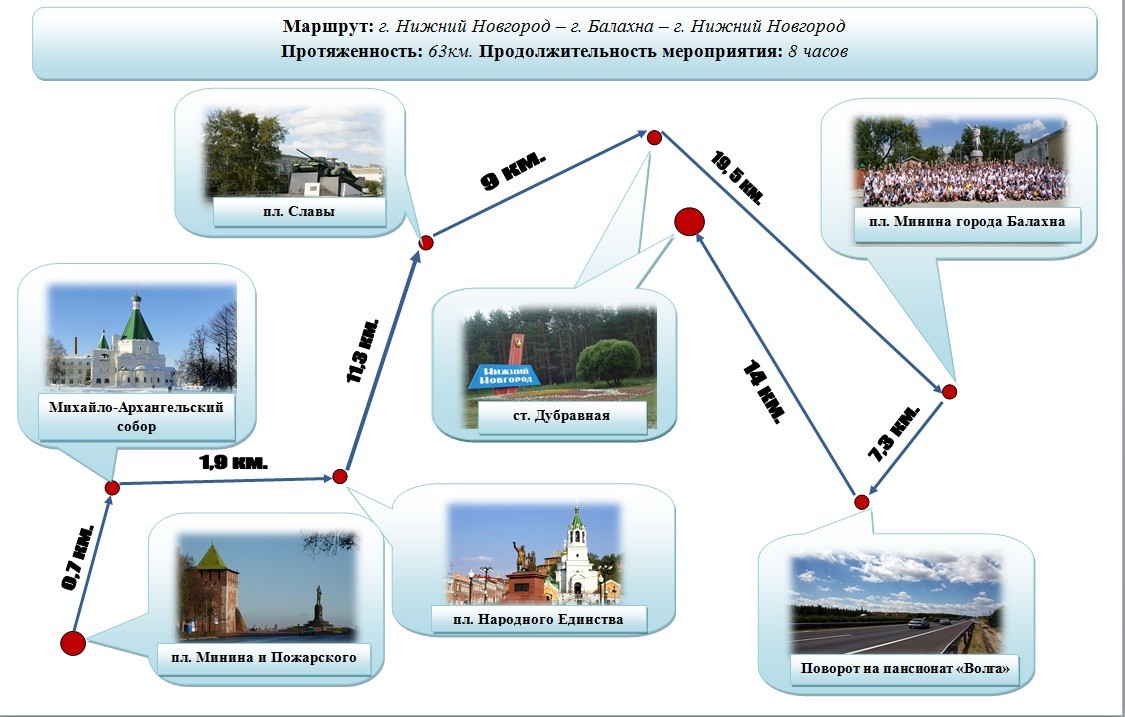 Маршрут: г. Нижний Новгород – г. Балахна – г. Нижний Новгород
Протяженность: 63км. Продолжительность мероприятия: 8 часов
пл. Славы
9 км.
19, 5 км.
пл. Минина города Балахна
Михайло-Архангельский
собор
11,3 км.
Нижний
Новгород
ст. Дубравная
14 км.
7,3 км.
1,9 км.
0,7 км.
пл. Минина и Пожарского
пл. Народного Единства
Поворот на пансионат «Волга»